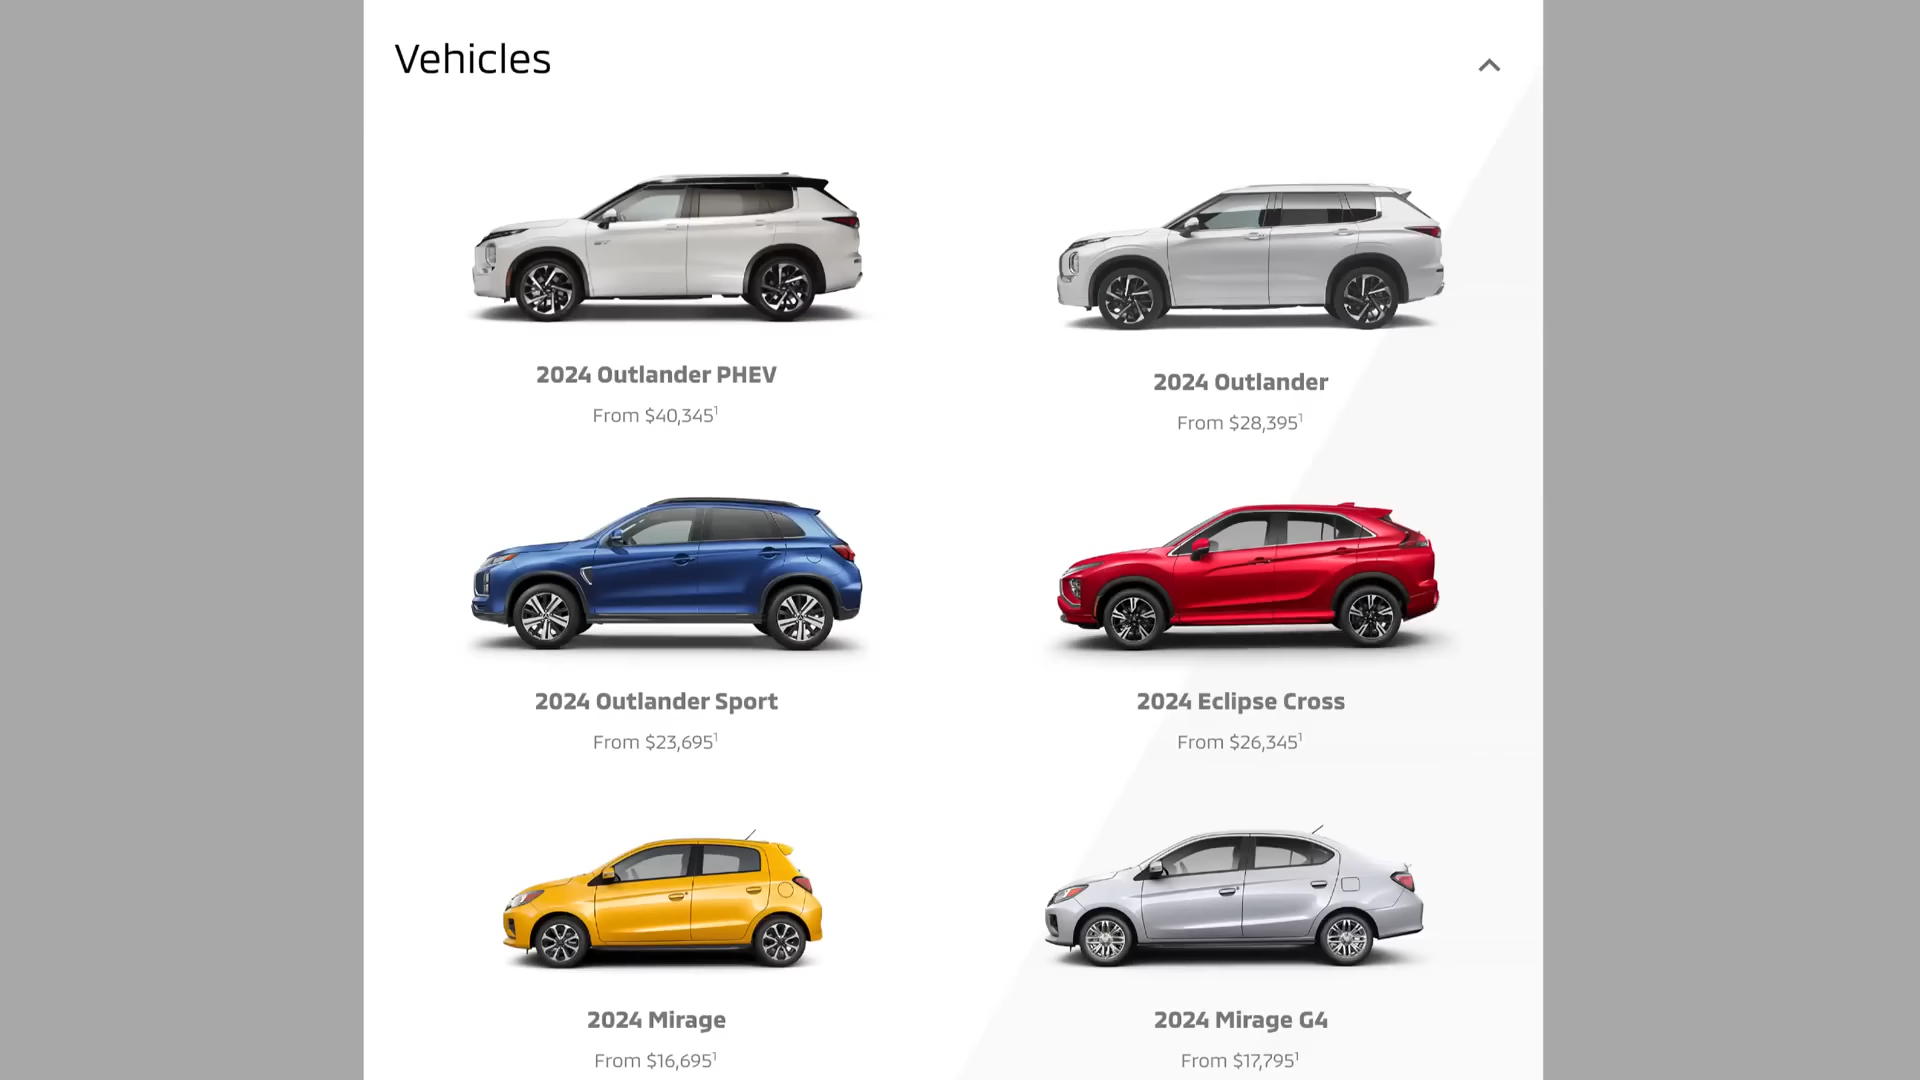 Vehicles
2024 Outlander PHEV
From $40,345¹
2024 Outlander
From $28,395¹
2024 Outlander Sport
From $23,695¹
2024 Eclipse Cross
From $26,345¹
2024 Mirage
From $16,695¹
2024 Mirage G4
From $17,795¹